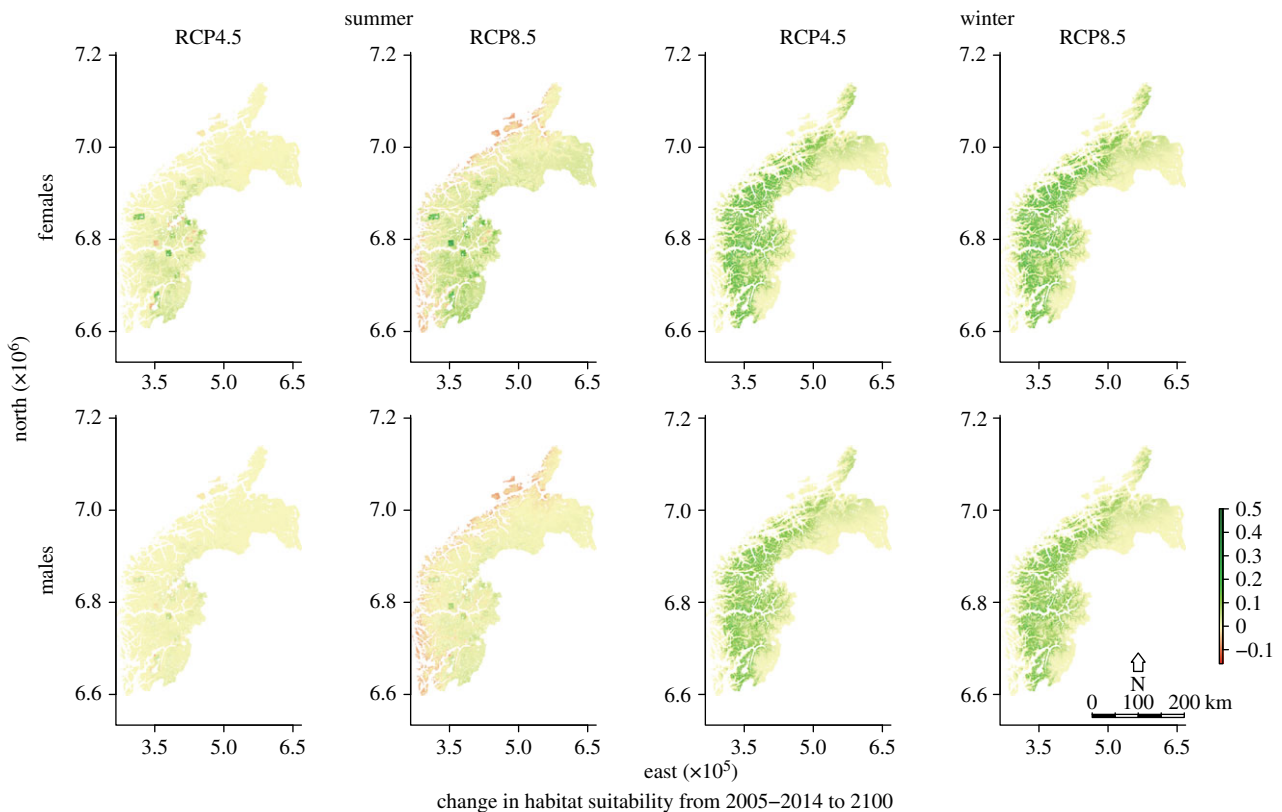 summer
winter
RCP4.5
RCP8.5
RCP4.5
RCP8.5
7.2
7.0
6.8
6.6
3.5 5.0 6.5
7.2
7.0
6.8
6.6
3.5 5.0 6.5
7.2
7.0
6.8
6.6
3.5 5.0 6.5
7.2
7.0
6.8
6.6
3.5 5.0 6.5
females
north (×10⁶)
7.2
7.0
6.8
6.6
3.5 5.0 6.5
7.2
7.0
6.8
6.6
3.5 5.0 6.5
7.2
7.0
6.8
6.6
3.5 5.0 6.5
7.2
7.0
6.8
6.6
3.5 5.0 6.5
males
0.5
0.4
0.3
0.2
0.1
0
−0.1
N
0 100 200 km
east (×10⁵)
change in habitat suitability from 2005−2014 to 2100